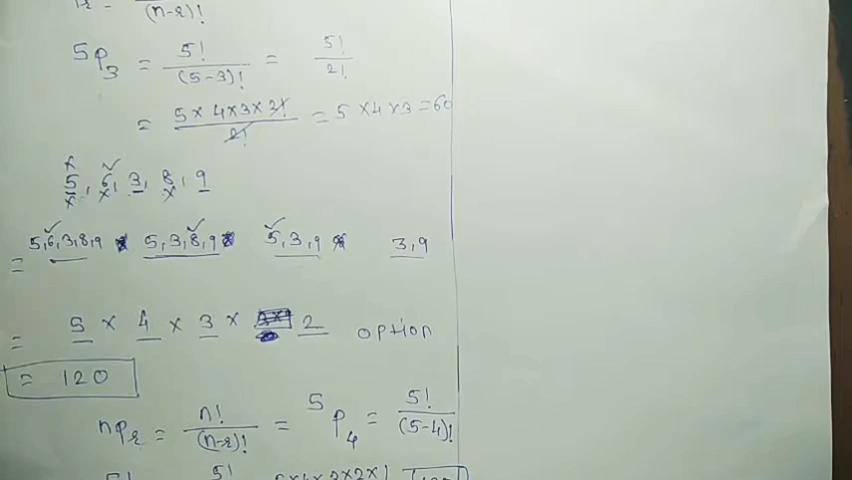 (n-r)!
5P3 = 5! / (5-3)! = 5! / 2!
= 5 × 4 × 3 × 2! / 2! = 5 × 4 × 3 = 60
5, 6, 3, 8, 9
= 5,6,3,8,9 5,3,8,9 5,3,9 3,9
= 5 × 4 × 3 × 2 option
= 120
nPr = n! / (n-r)! = 5P4 = 5! / (5-4)!
5! 5!